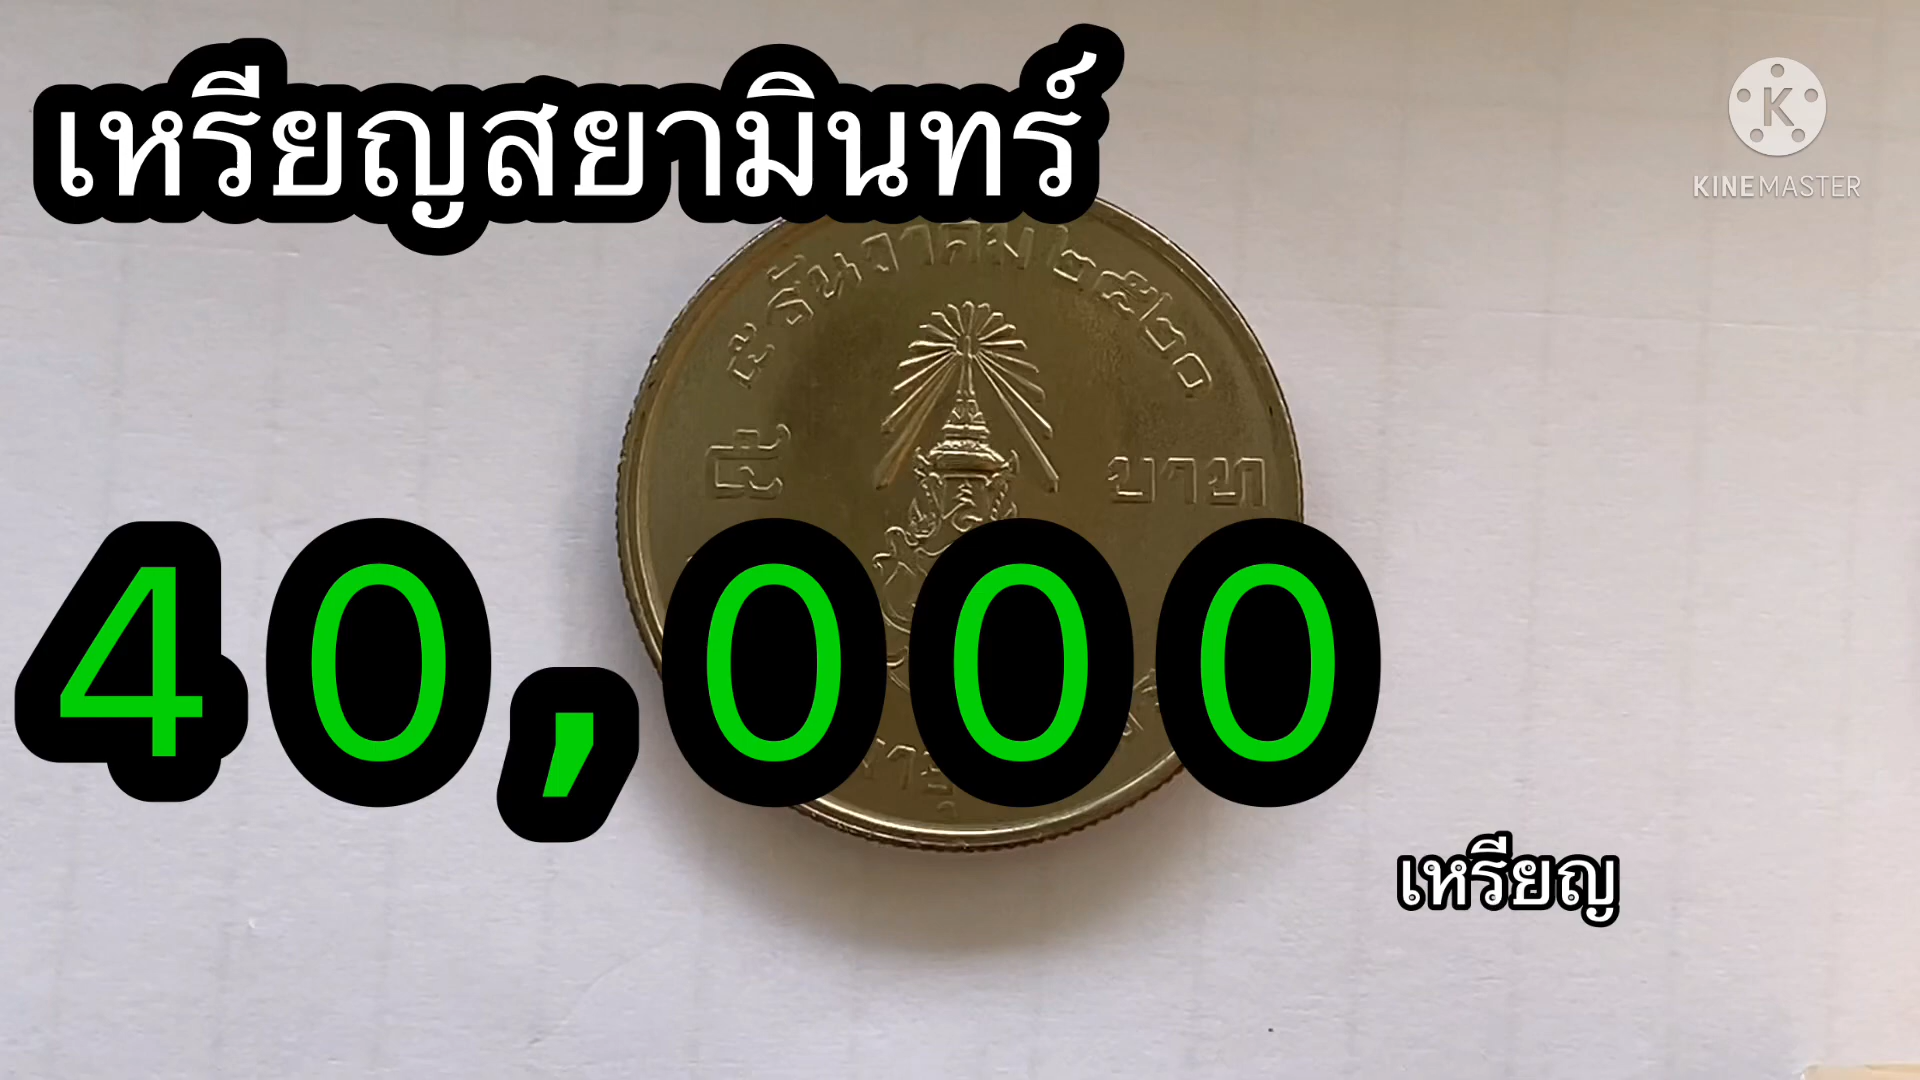 เหรียญสยามินทร์
KINEMASTER
๕ ธันวาคม ๒๕๒๐
๕ บาท
40,000
เหรียญ